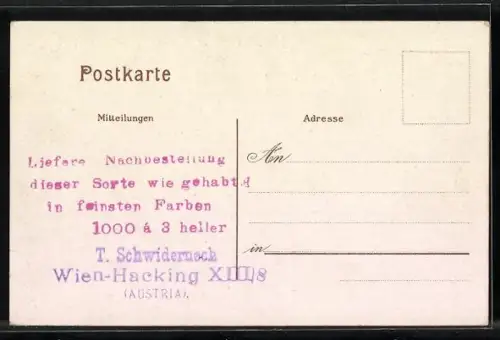 Postkarte
Mitteilungen
Adresse
Liefere Nachbestellung
dieser Sorte wie gehabt
in feinsten Farben
1000 á 3 heller
T. Schwidernoch
Wien-Hacking XIII/8
(AUSTRIA).
An
in